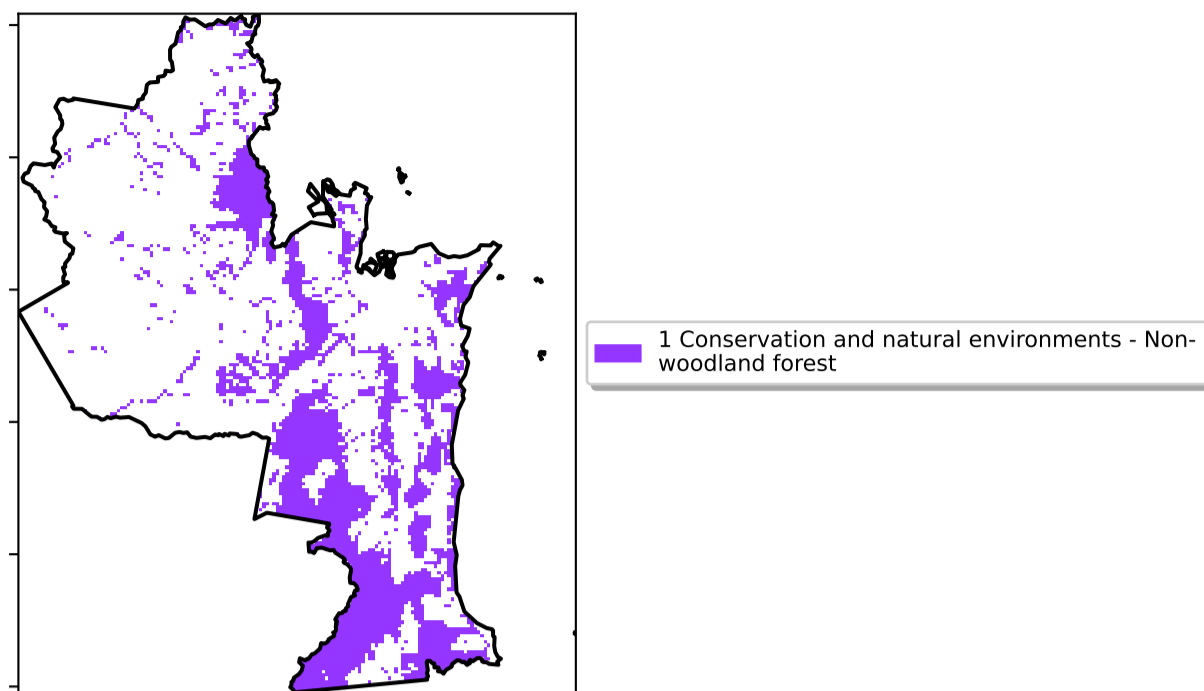 1 Conservation and natural environments - Non-
woodland forest